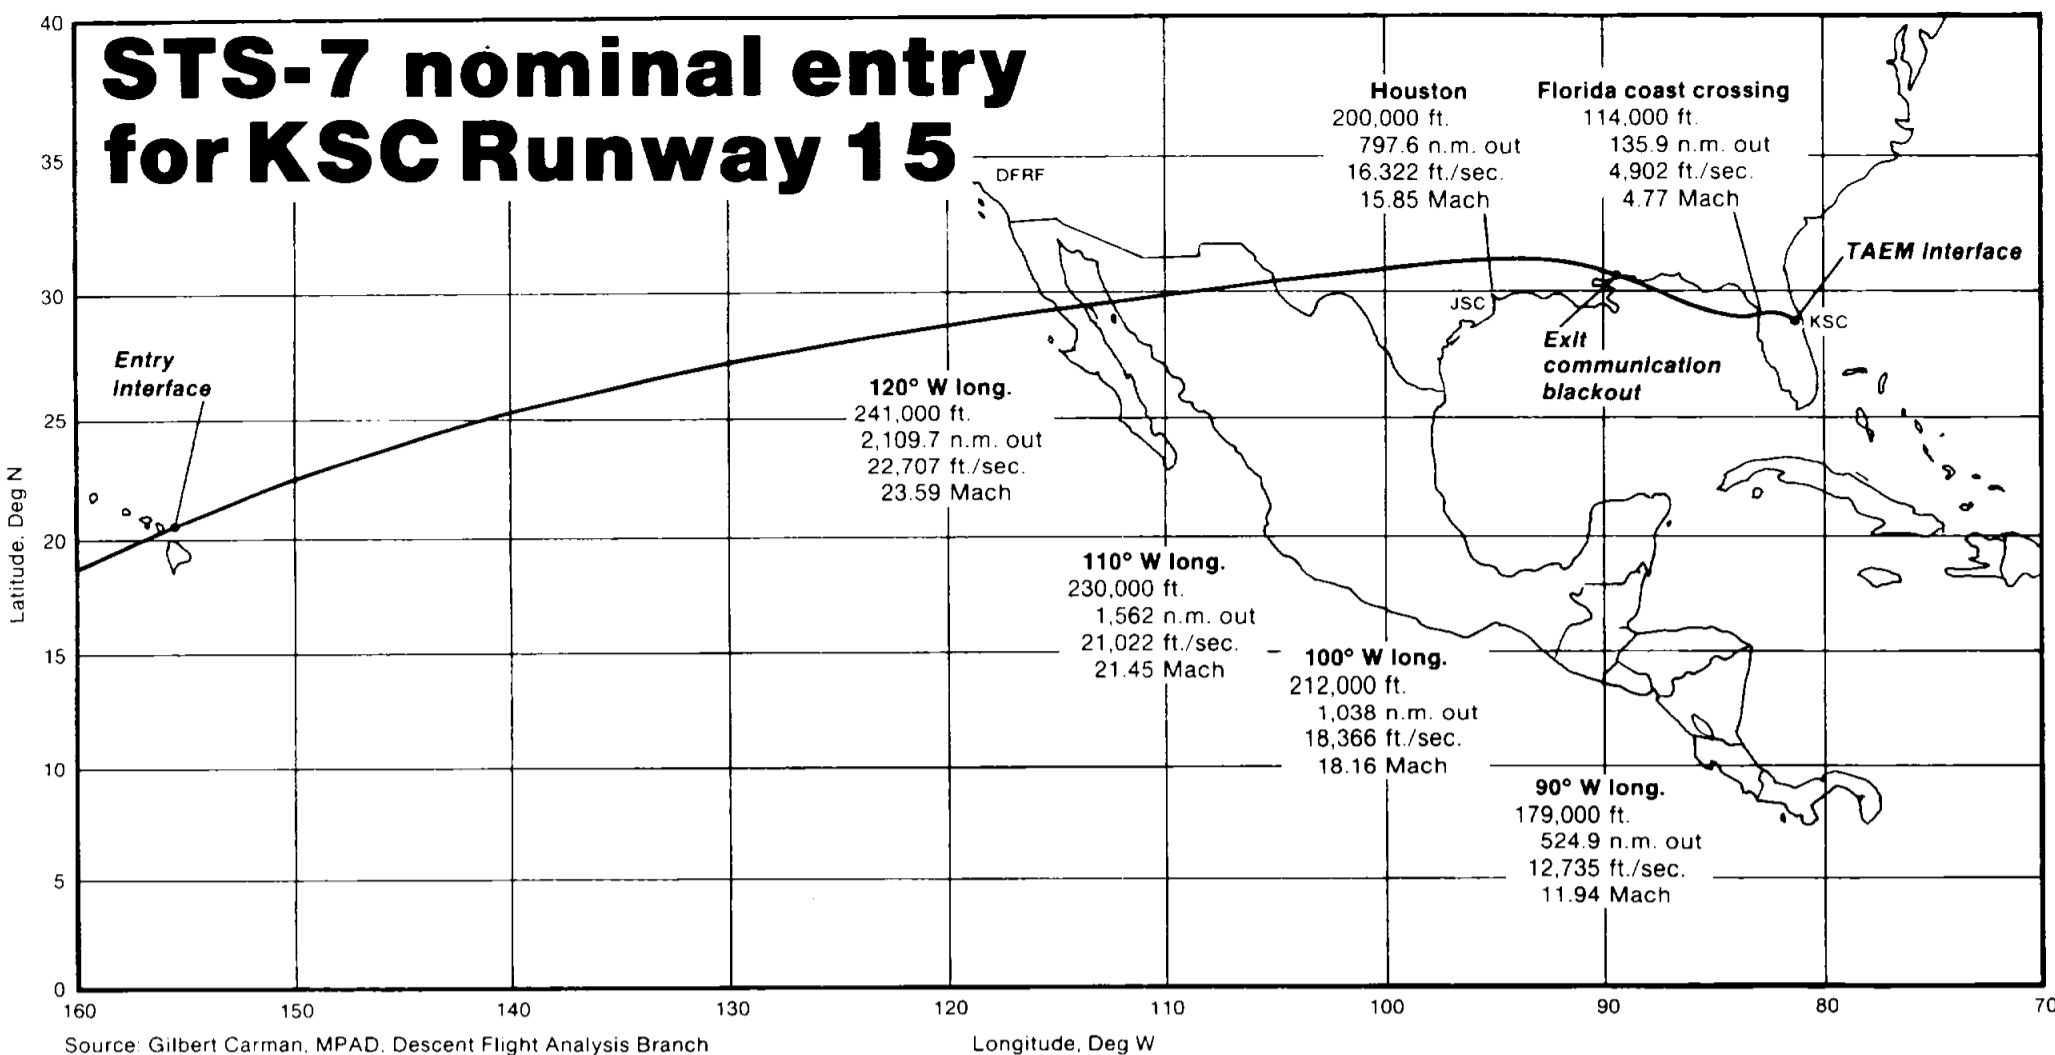 STS-7 nominal entry
for KSC Runway 15
Houston
200,000 ft.
797.6 n.m. out
16,322 ft./sec.
15.85 Mach
Florida coast crossing
114,000 ft.
135.9 n.m. out
4,902 ft./sec.
4.77 Mach
DFRF
TAEM interface
JSC
KSC
Exit
communication
blackout
Entry
interface
120° W long.
241,000 ft.
2,109.7 n.m. out
22,707 ft./sec.
23.59 Mach
110° W long.
230,000 ft.
1,562 n.m. out
21,022 ft./sec.
21.45 Mach
100° W long.
212,000 ft.
1,038 n.m. out
18,366 ft./sec.
18.16 Mach
90° W long.
179,000 ft.
524.9 n.m. out
12,735 ft./sec.
11.94 Mach
Latitude, Deg N
40
35
30
25
20
15
10
5
0
160
150
140
130
120
110
100
90
80
70
Source: Gilbert Carman, MPAD, Descent Flight Analysis Branch
Longitude, Deg W